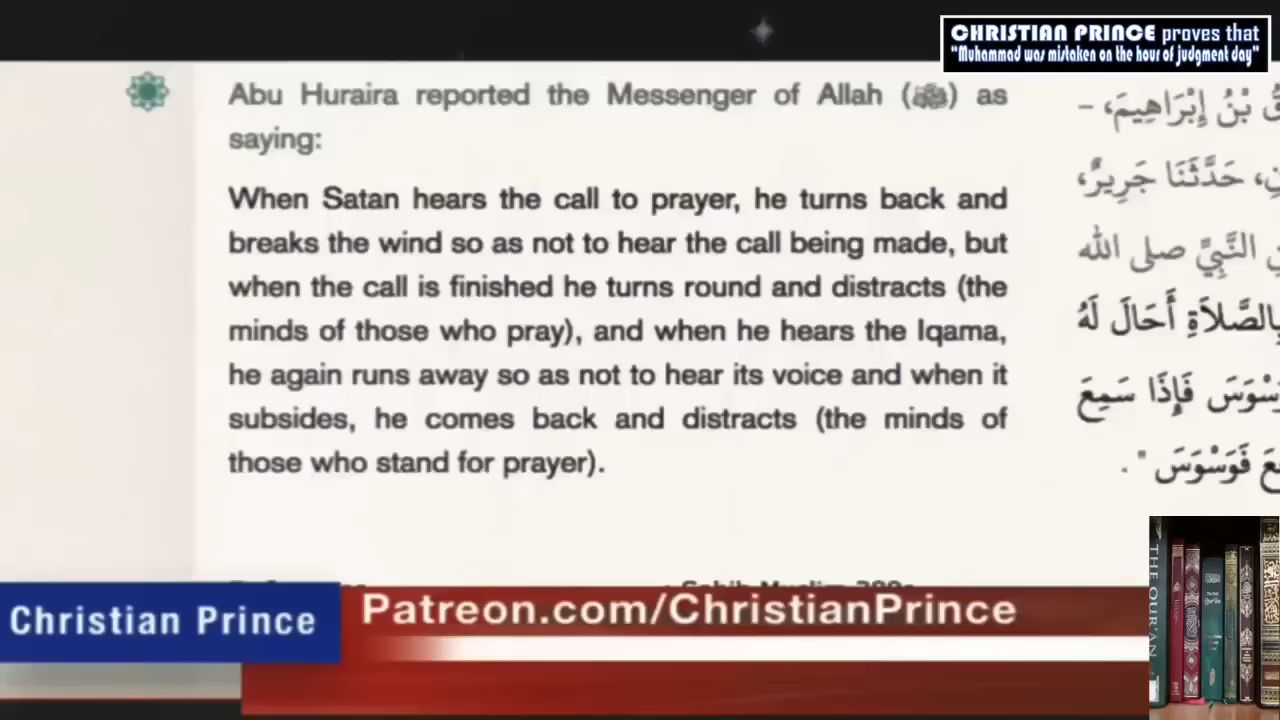 CHRISTIAN PRINCE proves that
"Muhammad was mistaken on the hour of judgment day"
Abu Huraira reported the Messenger of Allah (ﷺ) as
saying:
When Satan hears the call to prayer, he turns back and
breaks the wind so as not to hear the call being made, but
when the call is finished he turns round and distracts (the
minds of those who pray), and when he hears the Iqama,
he again runs away so as not to hear its voice and when it
subsides, he comes back and distracts (the minds of
those who stand for prayer).
بْنُ إِبْرَاهِيمَ، -
حَدَّثَنَا جَرِيرٌ،
النَّبِيِّ صلى الله
بِالصَّلاَةِ أَحَالَ لَهُ
فَإِذَا سَمِعَ
فَوَسْوَسَ " .
Sahih Muslim
Christian Prince
Patreon.com/ChristianPrince
THE QUR'AN